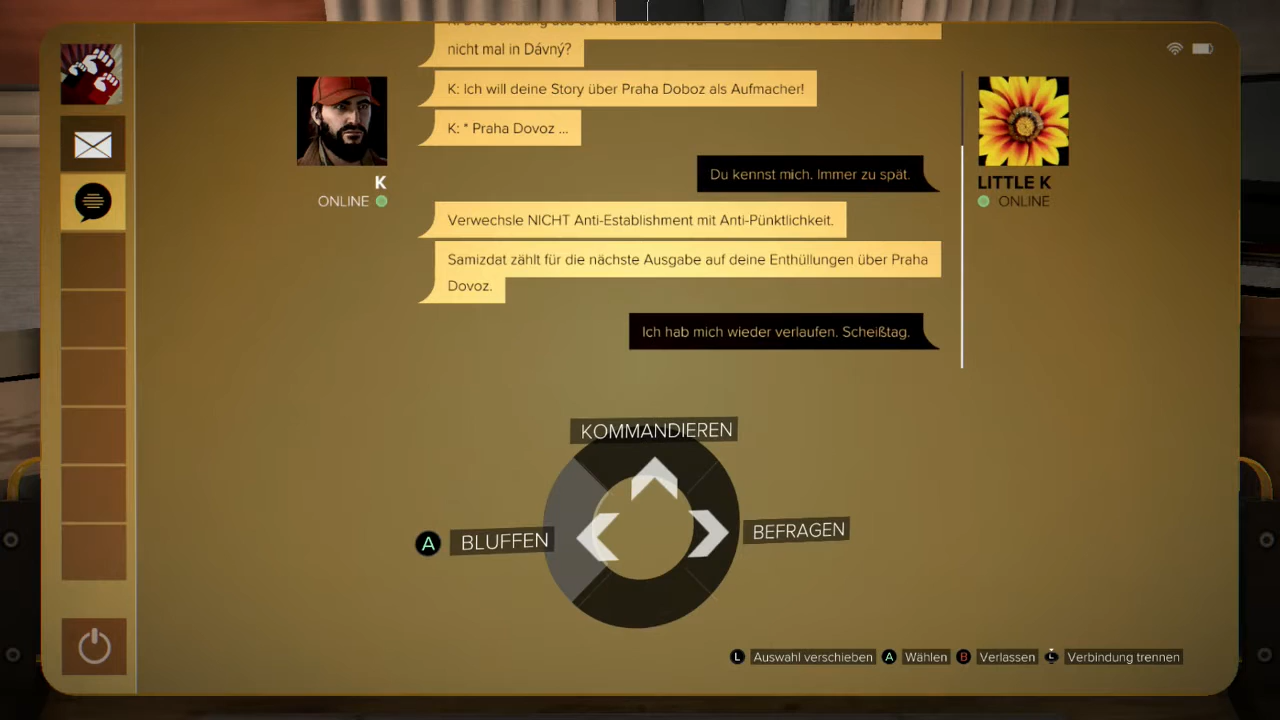 nicht mal in Dávný?
K: Ich will deine Story über Praha Doboz als Aufmacher!
K: * Praha Dovoz ...
Du kennst mich. Immer zu spät.
K
ONLINE
LITTLE K
ONLINE
Verwechsle NICHT Anti-Establishment mit Anti-Pünktlichkeit.
Samizdat zählt für die nächste Ausgabe auf deine Enthüllungen über Praha
Dovoz.
Ich hab mich wieder verlaufen. Scheißtag.
KOMMANDIEREN
A BLUFFEN
BEFRAGEN
L Auswahl verschieben A Wählen B Verlassen L Verbindung trennen